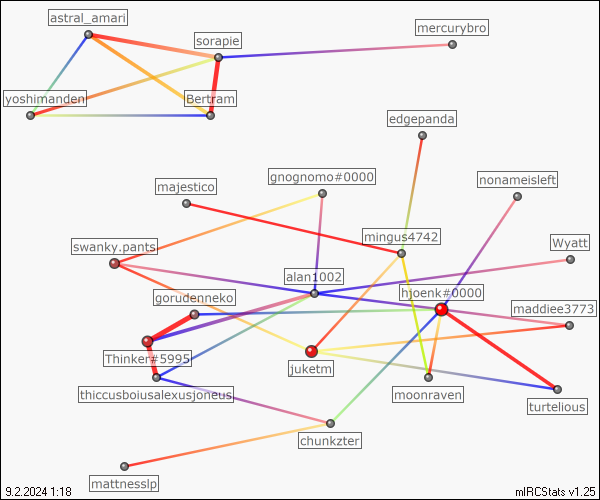 astral_amari
mercurybro
sorapie
yoshimanden
Bertram
edgepanda
gnognomo#0000
nonameisleft
majestico
mingus4742
swanky.pants
Wyatt
alan1002
gorudenneko
hjoenk#0000
maddiee3773
Thinker#5995
juketm
thiccusboiusalexusjoneus
moonraven
turtelious
chunkzter
mattnesslp
9.2.2024 1:18
mIRCStats v1.25